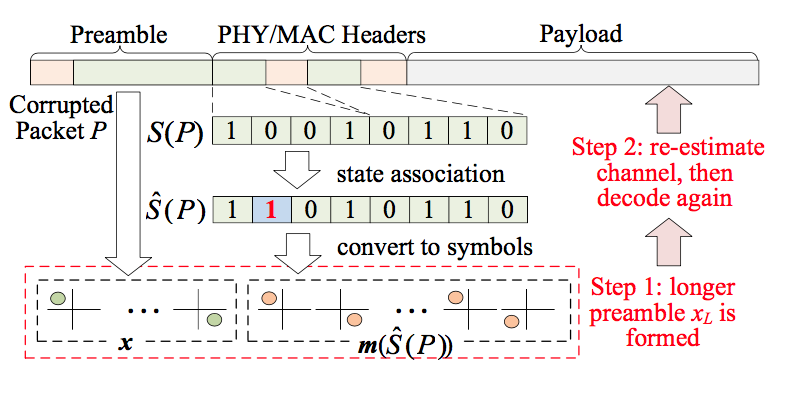 Preamble
PHY/MAC Headers
Payload
Corrupted
Packet P
S(P) 1 0 0 1 0 1 1 0
state association
Ŝ(P) 1 1 0 1 0 1 1 0
convert to symbols
... ...
x
m(Ŝ(P))
Step 2: re-estimate
channel, then
decode again
Step 1: longer
preamble x_L is
formed